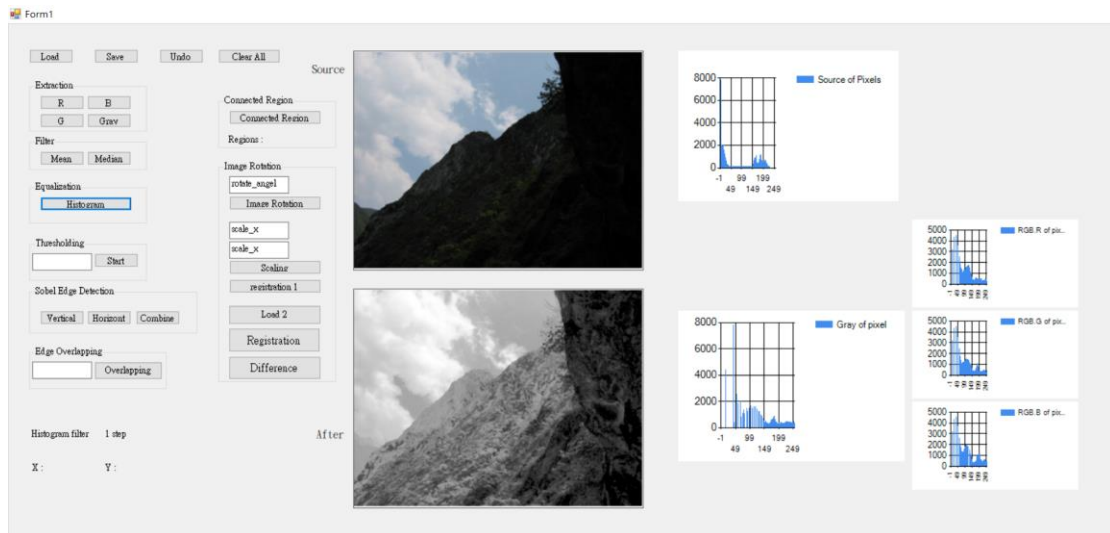 Form1
Load Save Undo Clear All
Source
Extraction
R B
G Gray
Filter
Mean Median
Equalization
Histogram
Thresholding
Start
Sobel Edge Detection
Vertical Horizont Combine
Edge Overlapping
Overlapping
Histogram filter 1 step
X : Y :
Connected Region
Connected Region
Regions :
Image Rotation
rotate_angel
Image Rotation
scale_x
scale_x
Scaling
registration 1
Load 2
Registration
Difference
After
8000
6000
4000
2000
0
-1 99 199
49 149 249
Source of Pixels
8000
6000
4000
2000
0
-1 99 199
49 149 249
Gray of pixel
5000
4000
3000
2000
1000
0
RGB.R of pix...
5000
4000
3000
2000
1000
0
RGB.G of pix...
5000
4000
3000
2000
1000
0
RGB.B of pix...